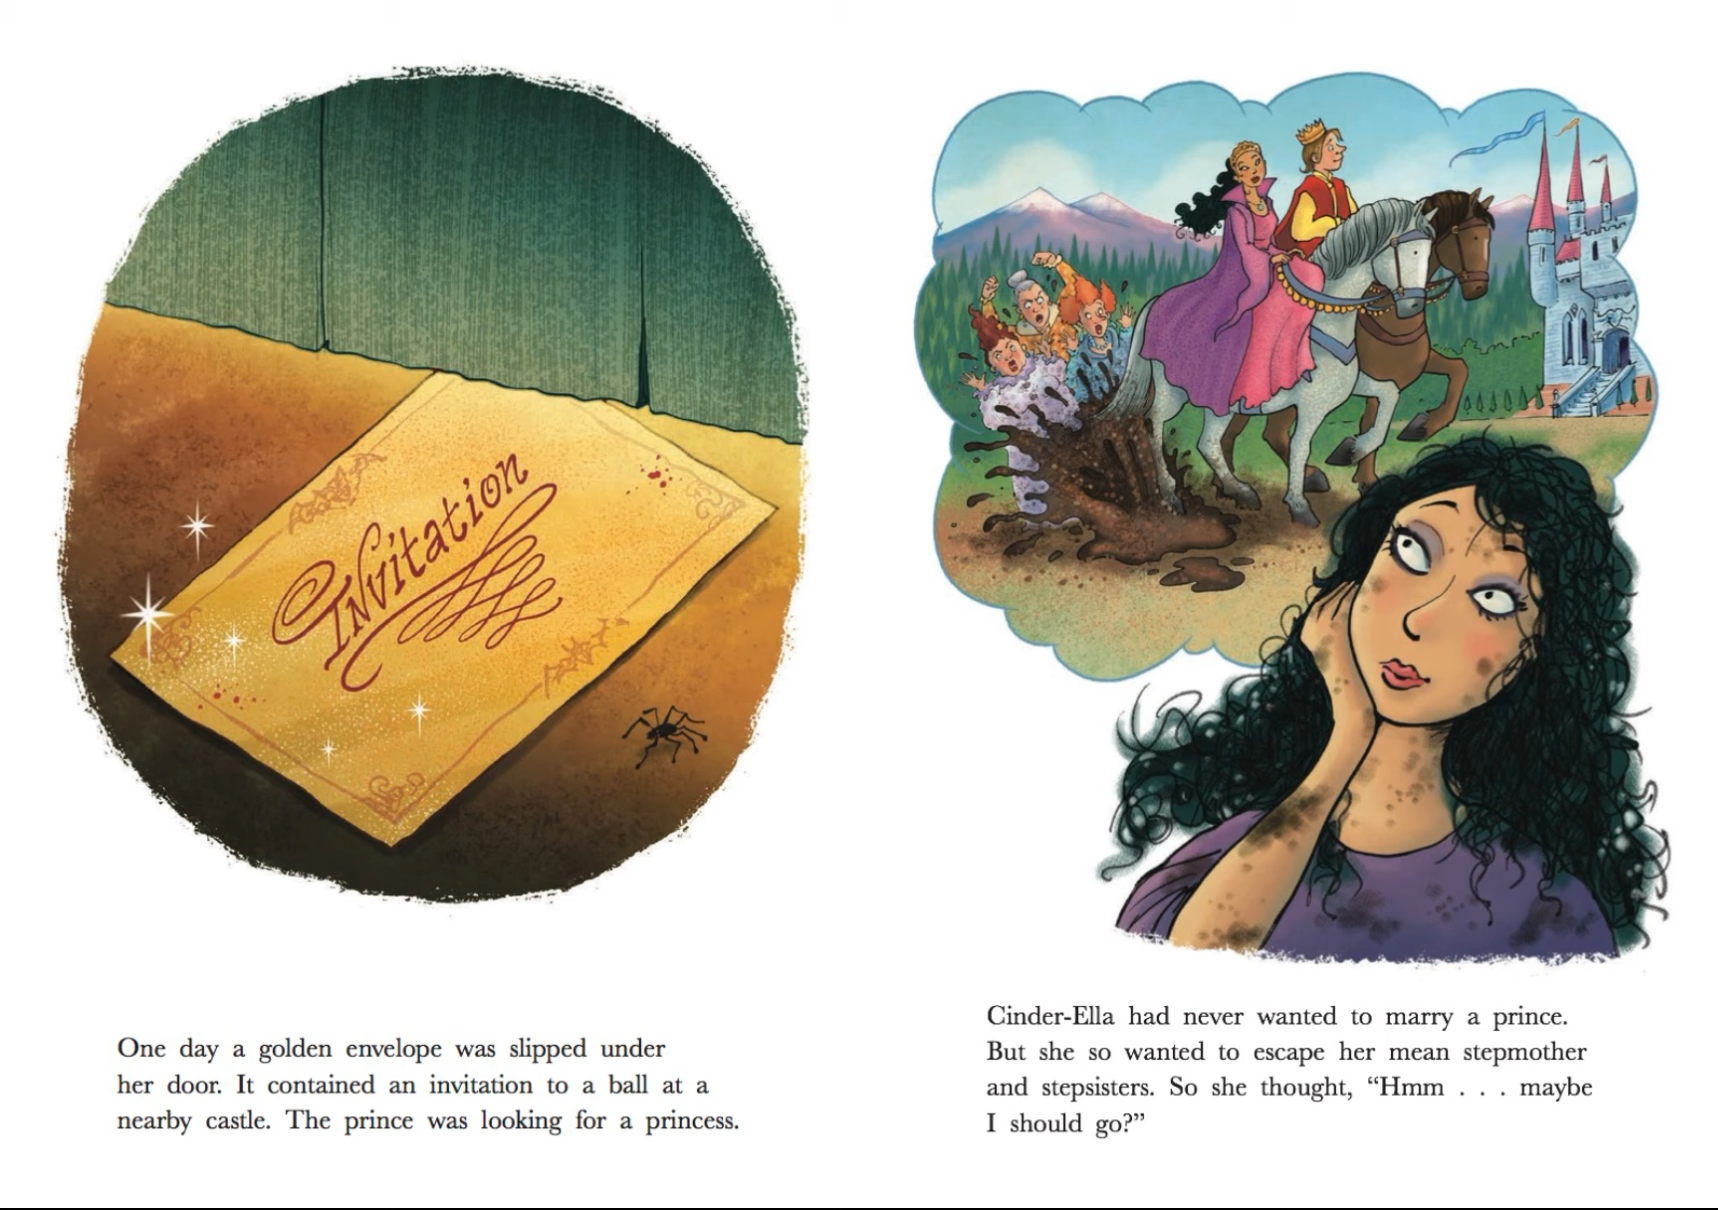 Invitation
One day a golden envelope was slipped under
her door. It contained an invitation to a ball at a
nearby castle. The prince was looking for a princess.
Cinder-Ella had never wanted to marry a prince.
But she so wanted to escape her mean stepmother
and stepsisters. So she thought, “Hmm . . . maybe
I should go?”